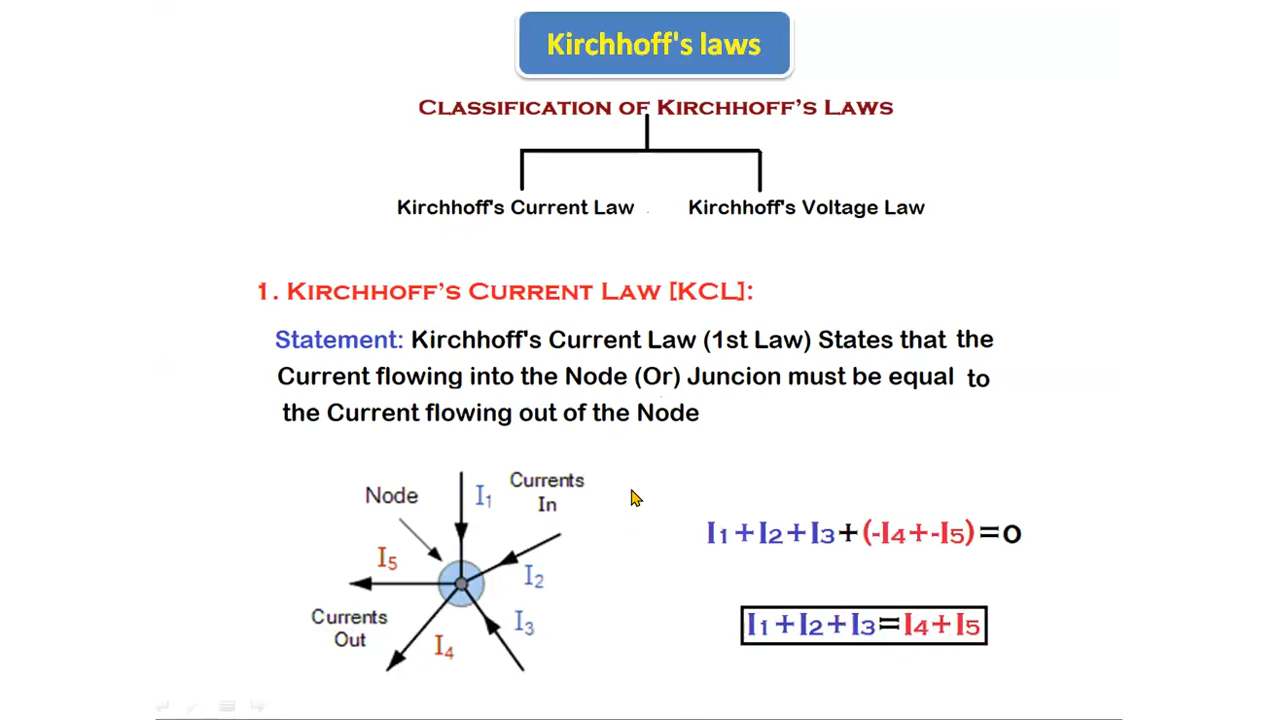 Kirchhoff's laws
Classification of Kirchhoff's Laws
Kirchhoff's Current Law
Kirchhoff's Voltage Law
1. Kirchhoff's Current Law [KCL]:
Statement: Kirchhoff's Current Law (1st Law) States that the
Current flowing into the Node (Or) Juncion must be equal to
the Current flowing out of the Node
Node
I1
Currents
In
I5
I2
Currents
Out
I4
I3
I1+I2+I3+(-I4+-I5)=0
I1+I2+I3=I4+I5